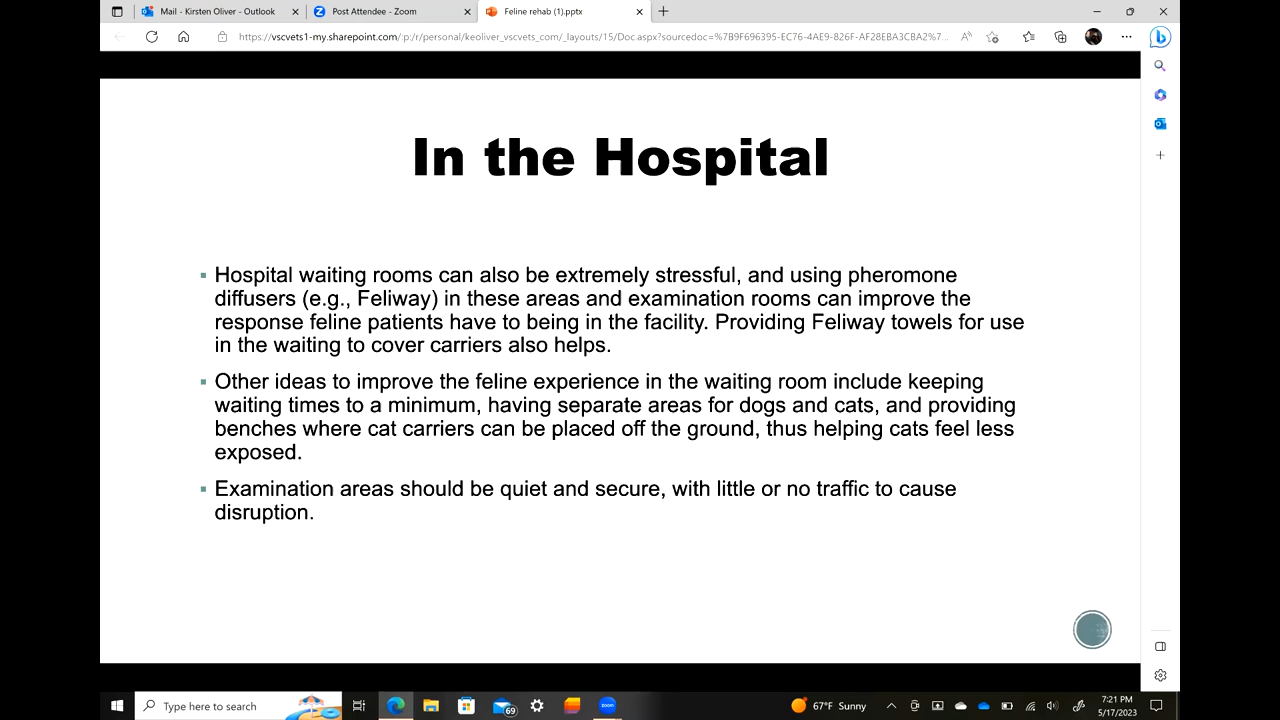 Mail - Kirsten Oliver - Outlook
Post Attendee - Zoom
Feline rehab (1).pptx
https://vscvets1-my.sharepoint.com/:p:/r/personal/keoliver_vscvets_com/_layouts/15/Doc.aspx?sourcedoc=%7B9F696395-EC76-4AE9-826F-AF28EBA3CBA2%7...
In the Hospital
Hospital waiting rooms can also be extremely stressful, and using pheromone
diffusers (e.g., Feliway) in these areas and examination rooms can improve the
response feline patients have to being in the facility. Providing Feliway towels for use
in the waiting to cover carriers also helps.
Other ideas to improve the feline experience in the waiting room include keeping
waiting times to a minimum, having separate areas for dogs and cats, and providing
benches where cat carriers can be placed off the ground, thus helping cats feel less
exposed.
Examination areas should be quiet and secure, with little or no traffic to cause
disruption.
Type here to search
69
zoom
67°F Sunny
7:21 PM
5/17/2023